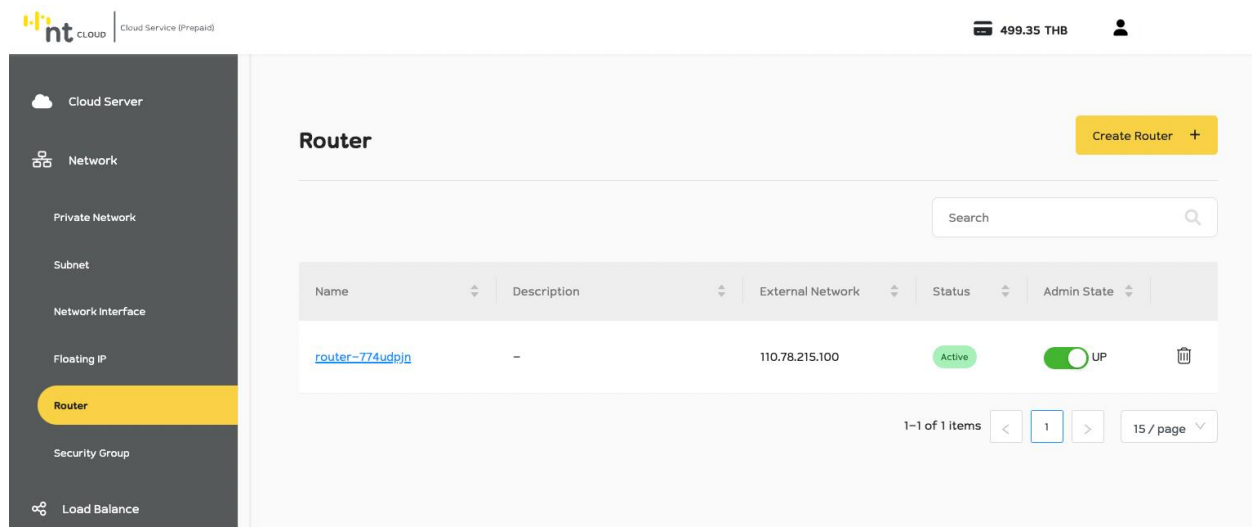 nt CLOUD Cloud Service (Prepaid)
499.35 THB
Cloud Server
Network
Private Network
Subnet
Network Interface
Floating IP
Router
Security Group
Load Balance
Router
Create Router +
Search
Name Description External Network Status Admin State
router-774udpjn - 110.78.215.100 Active UP
1-1 of 1 items < 1 > 15 / page